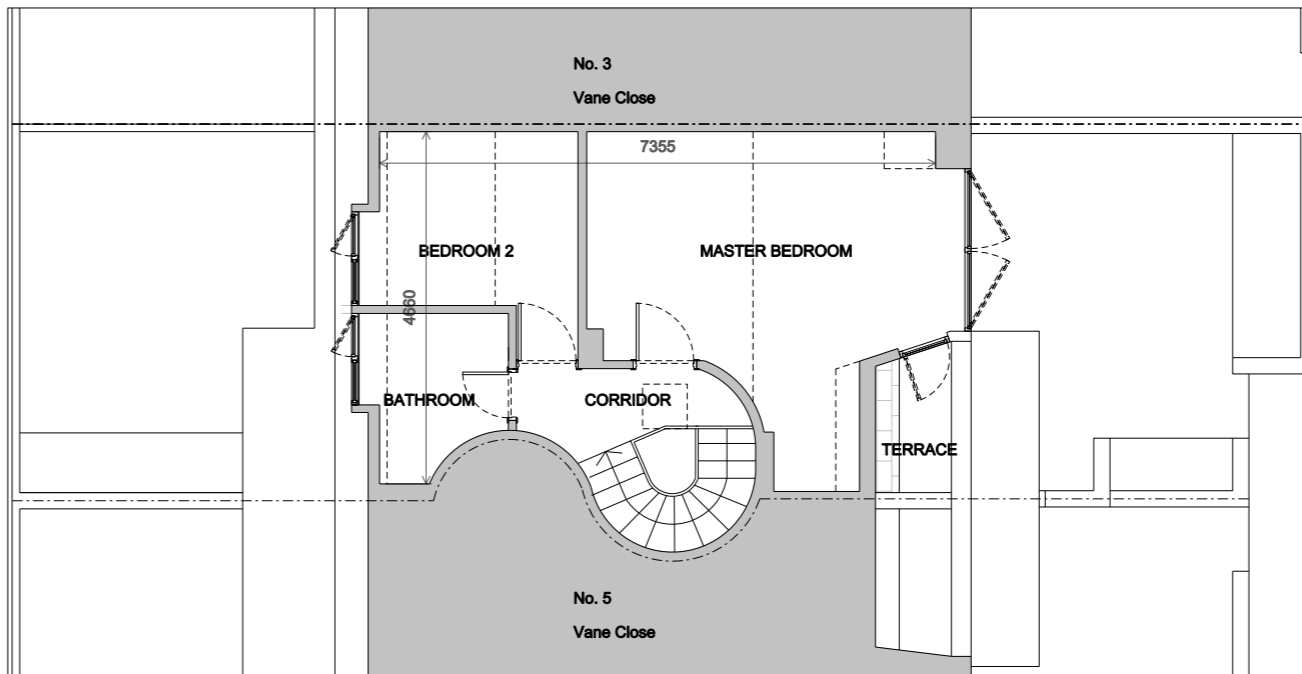 No. 3
Vane Close
7355
BEDROOM 2
MASTER BEDROOM
4660
BATHROOM
CORRIDOR
TERRACE
No. 5
Vane Close